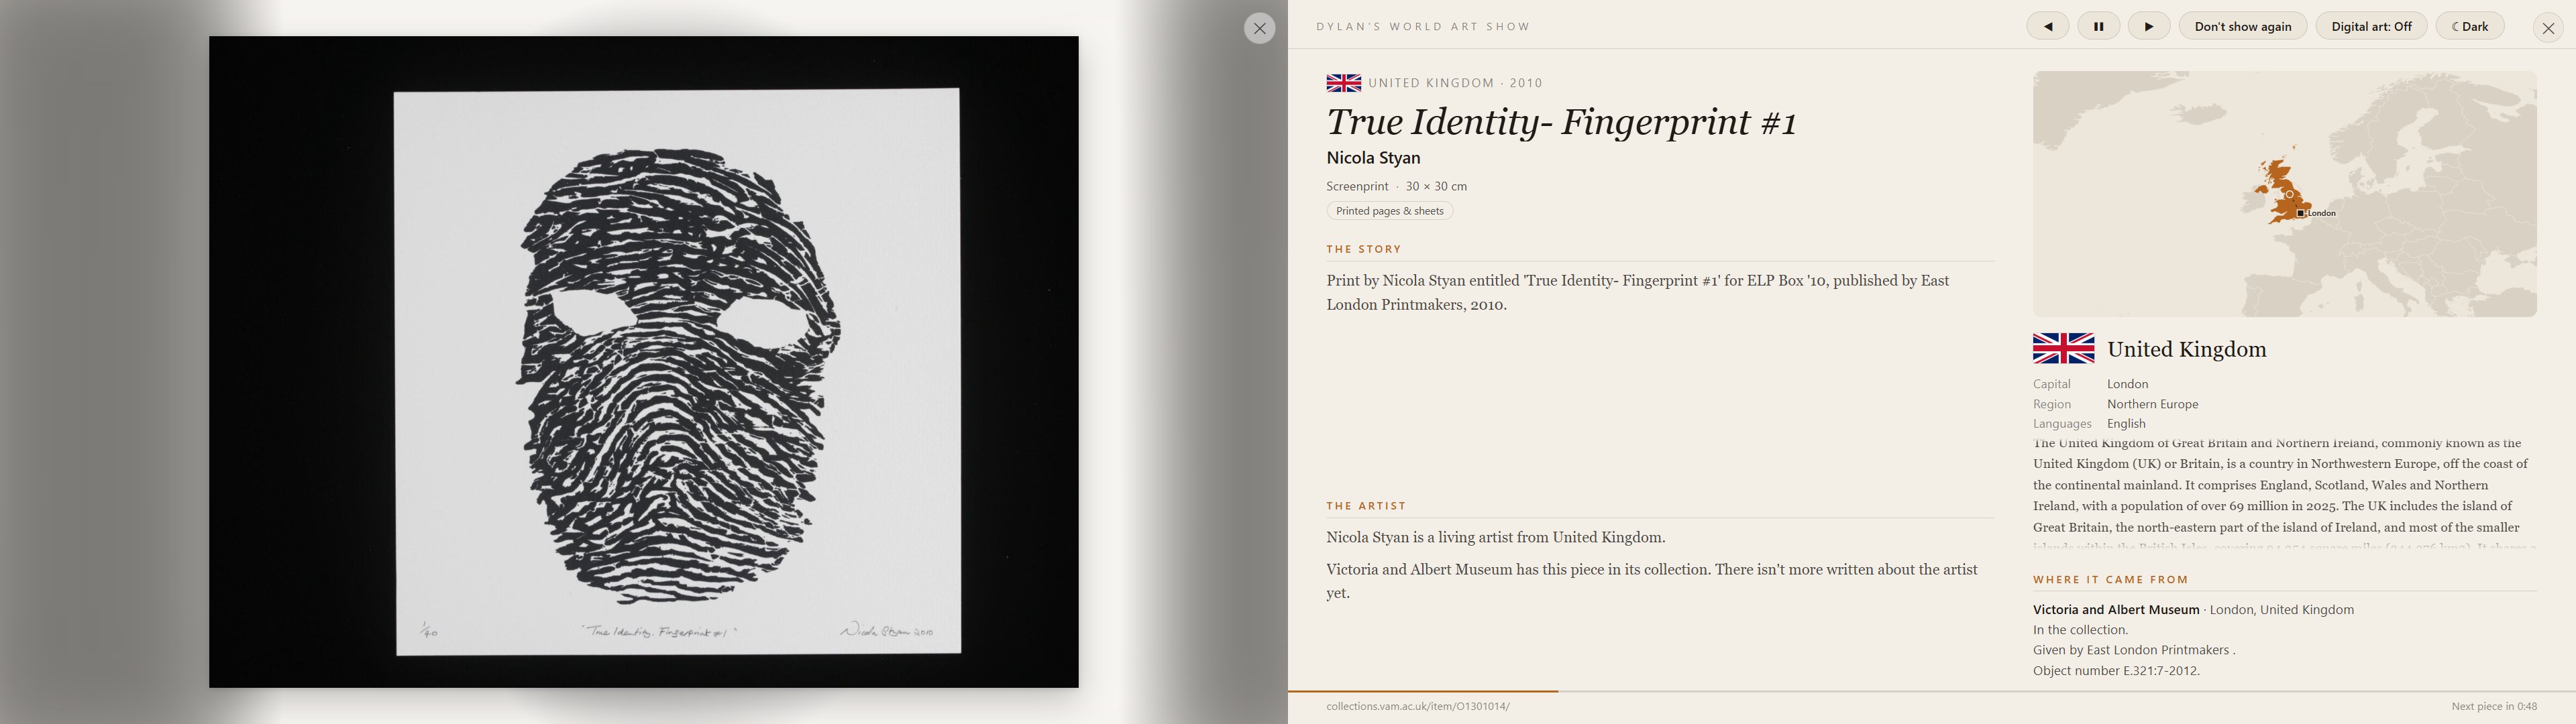 1/40
"True Identity. Fingerprint #1"
Nicola Styan 2010
DYLAN'S WORLD ART SHOW
Don't show again
Digital art: Off
Dark
UNITED KINGDOM · 2010
True Identity- Fingerprint #1
Nicola Styan
Screenprint · 30 × 30 cm
Printed pages & sheets
THE STORY
Print by Nicola Styan entitled 'True Identity- Fingerprint #1' for ELP Box '10, published by East
London Printmakers, 2010.
THE ARTIST
Nicola Styan is a living artist from United Kingdom.
Victoria and Albert Museum has this piece in its collection. There isn't more written about the artist
yet.
London
United Kingdom
Capital London
Region Northern Europe
Languages English
The United Kingdom of Great Britain and Northern Ireland, commonly known as the
United Kingdom (UK) or Britain, is a country in Northwestern Europe, off the coast of
the continental mainland. It comprises England, Scotland, Wales and Northern
Ireland, with a population of over 69 million in 2025. The UK includes the island of
Great Britain, the north-eastern part of the island of Ireland, and most of the smaller
WHERE IT CAME FROM
Victoria and Albert Museum · London, United Kingdom
In the collection.
Given by East London Printmakers .
Object number E.321:7-2012.
collections.vam.ac.uk/item/O1301014/
Next piece in 0:48